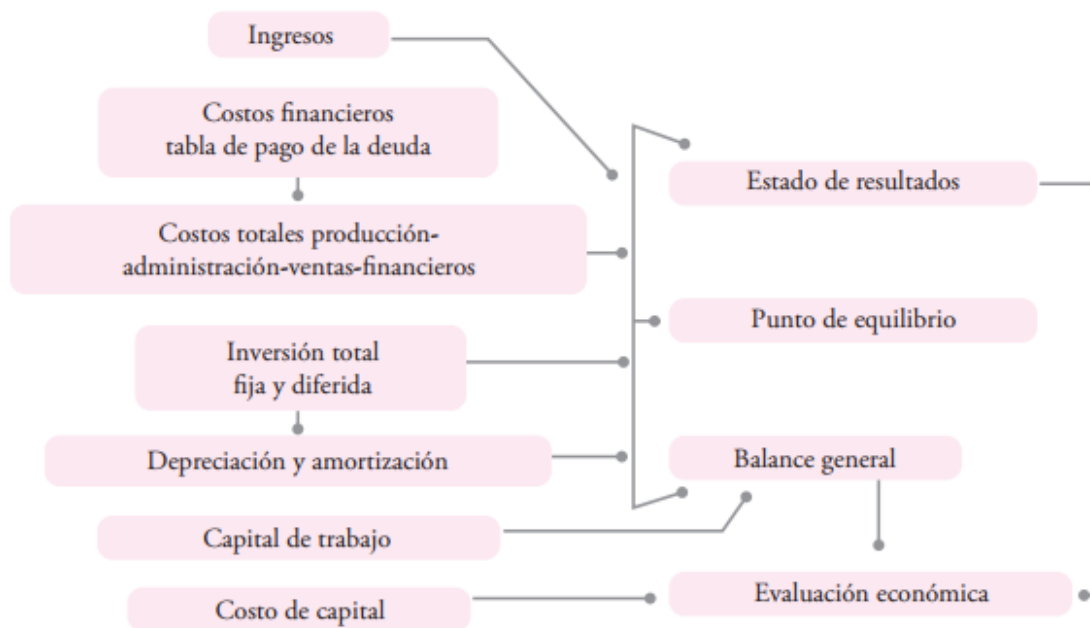 Ingresos
Costos financieros
tabla de pago de la deuda
Costos totales producción-
administración-ventas-financieros
Inversión total
fija y diferida
Depreciación y amortización
Capital de trabajo
Costo de capital
Estado de resultados
Punto de equilibrio
Balance general
Evaluación económica